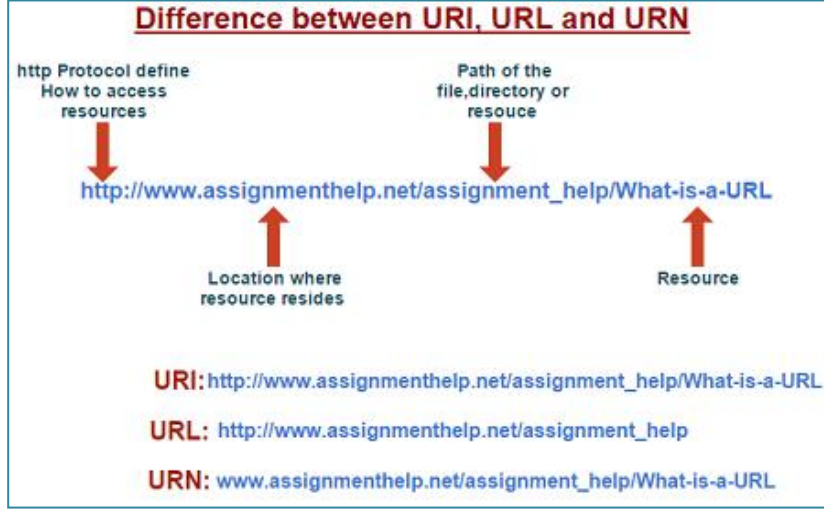 Difference between URI, URL and URN
http Protocol define
How to access
resources
Path of the
file,directory or
resouce
http://www.assignmenthelp.net/assignment_help/What-is-a-URL
Location where
resource resides
Resource
URI:http://www.assignmenthelp.net/assignment_help/What-is-a-URL
URL: http://www.assignmenthelp.net/assignment_help
URN: www.assignmenthelp.net/assignment_help/What-is-a-URL